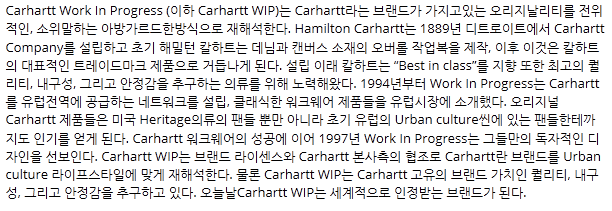 Carhartt Work In Progress (이하 Carhartt WIP)는 Carhartt라는 브랜드가 가지고있는 오리지날리티를 전위
적인, 소위말하는 아방가르드한방식으로 재해석한다. Hamilton Carhartt는 1889년 디트로이트에서 Carhartt
Company를 설립하고 초기 해밀턴 칼하트는 데님과 캔버스 소재의 오버롤 작업복을 제작, 이후 이것은 칼하트
의 대표적인 트레이드마크 제품으로 거듭나게 된다. 설립 이래 칼하트는 “Best in class”를 지향 또한 최고의 퀄
리티, 내구성, 그리고 안정감을 추구하는 의류를 위해 노력해왔다. 1994년부터 Work In Progress는 Carhartt
를 유럽전역에 공급하는 네트워크를 설립, 클래식한 워크웨어 제품들을 유럽시장에 소개했다. 오리지널
Carhartt 제품들은 미국 Heritage의류의 팬들 뿐만 아니라 초기 유럽의 Urban culture씬에 있는 팬들한테까
지도 인기를 얻게 된다. Carhartt 워크웨어의 성공에 이어 1997년 Work In Progress는 그들만의 독자적인 디
자인을 선보인다. Carhartt WIP는 브랜드 라이센스와 Carhartt 본사측의 협조로 Carhartt란 브랜드를 Urban
culture 라이프스타일에 맞게 재해석한다. 물론 Carhartt WIP는 Carhartt 고유의 브랜드 가치인 퀄리티, 내구
성, 그리고 안정감을 추구하고 있다. 오늘날Carhartt WIP는 세계적으로 인정받는 브랜드가 된다.